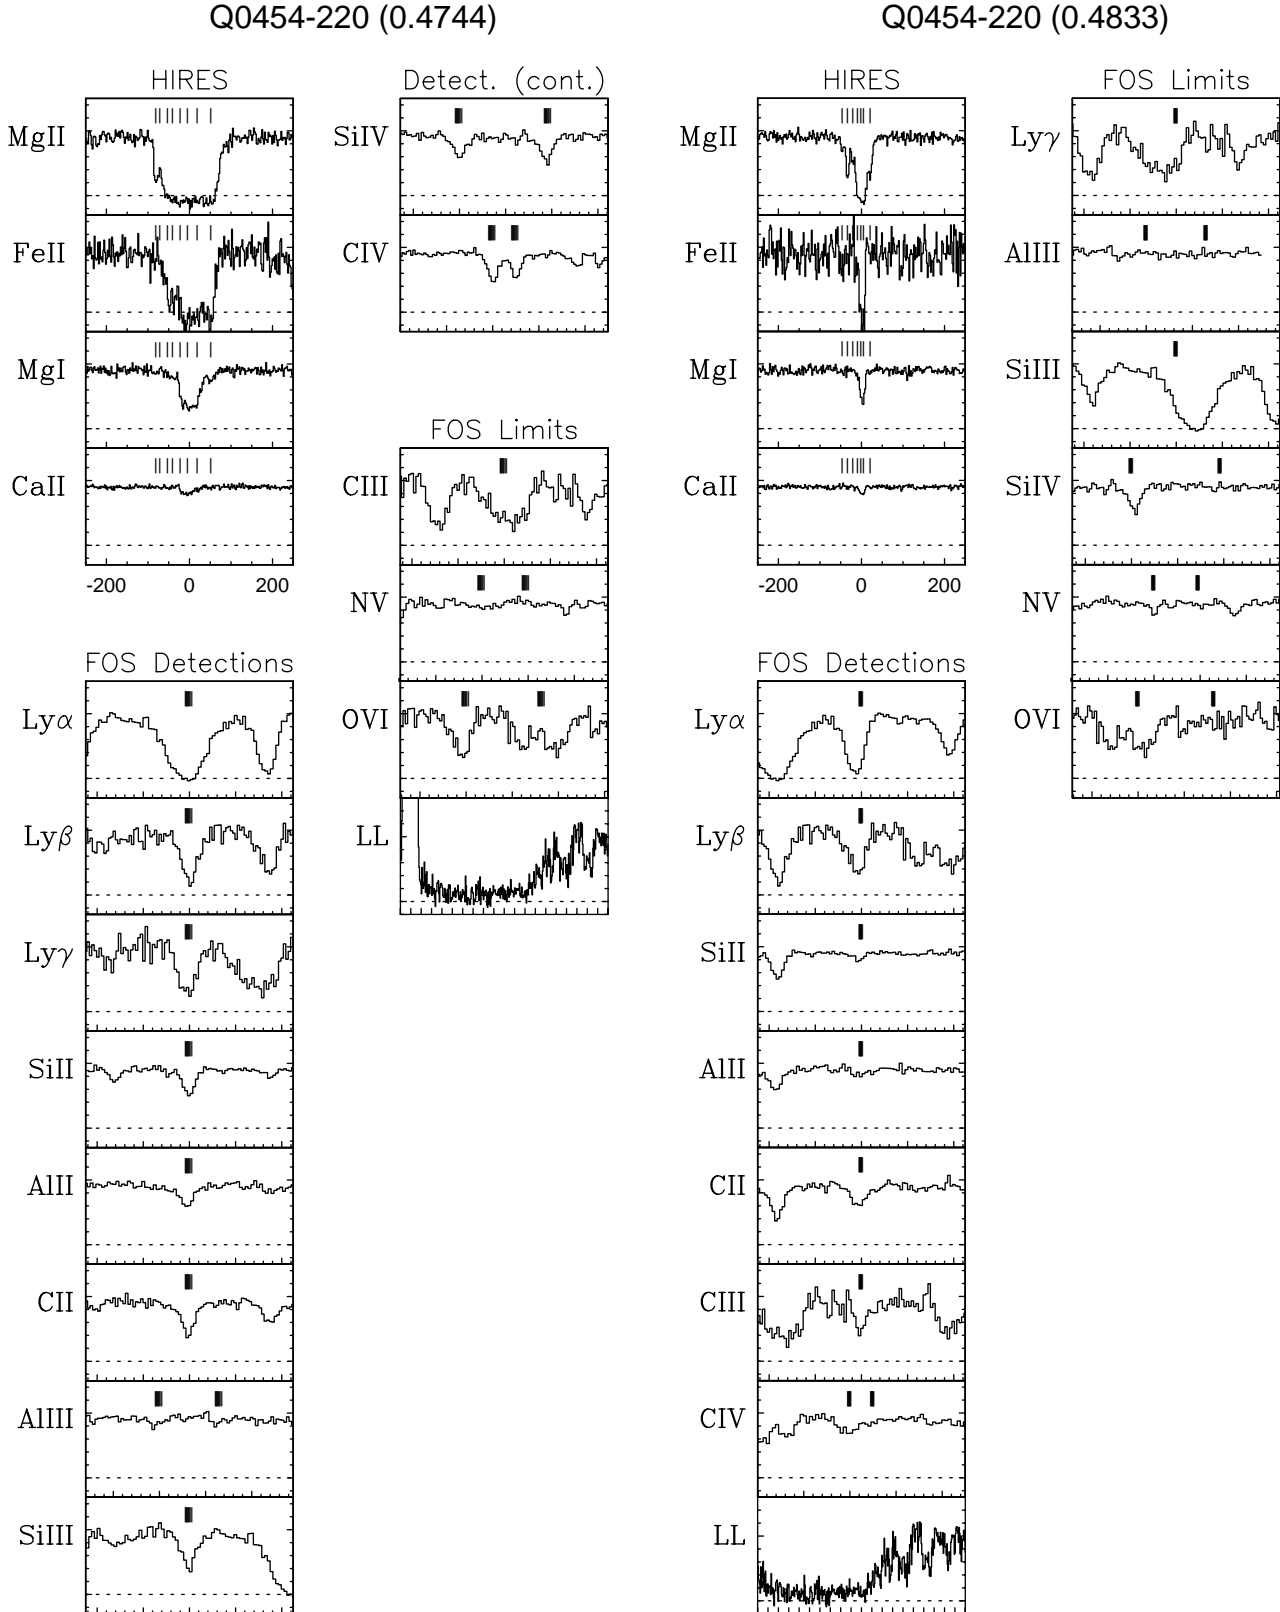 Q0454-220 (0.4744)
HIRES
MgII
FeII
MgI
CaII
-200 0 200
FOS Detections
Lyα
Lyβ
Lyγ
SiII
AlII
CII
AlIII
SiIII
Detect. (cont.)
SiIV
CIV
FOS Limits
CIII
NV
OVI
LL
Q0454-220 (0.4833)
HIRES
MgII
FeII
MgI
CaII
-200 0 200
FOS Detections
Lyα
Lyβ
SiII
AlII
CII
CIII
CIV
LL
FOS Limits
Lyγ
AlIII
SiIII
SiIV
NV
OVI